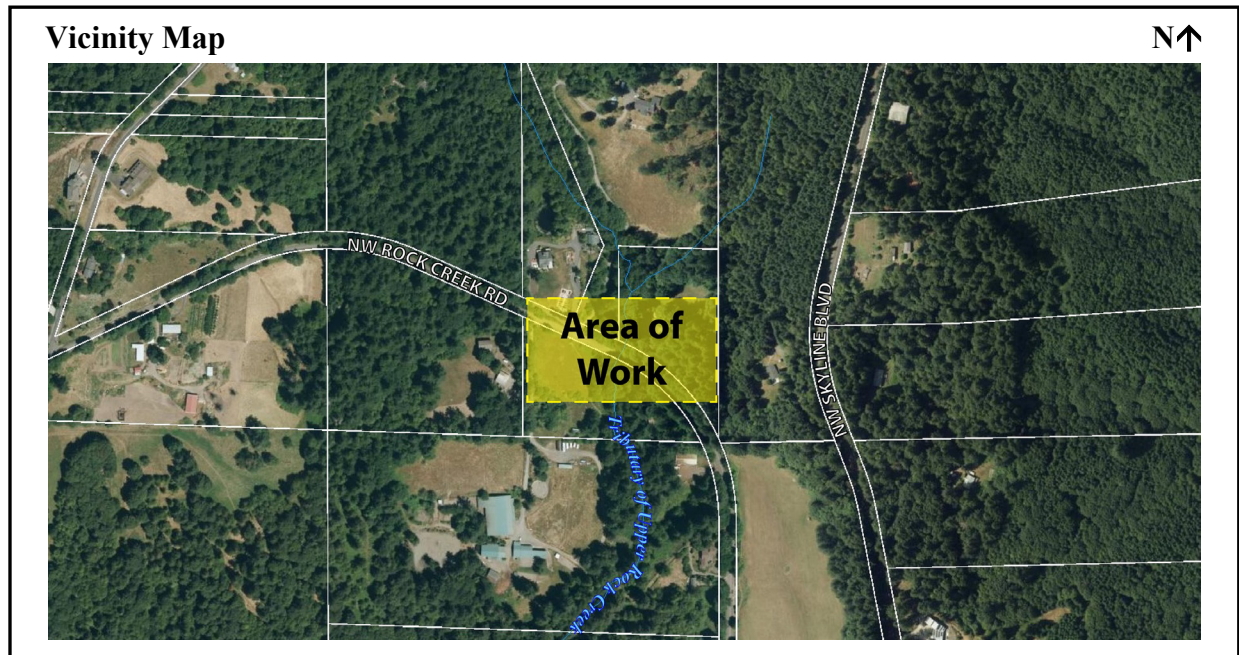 Vicinity Map
N↑
NW ROCK CREEK RD
Area of
Work
NW SKYLINE BLVD
Tributary of Upper Rock Creek